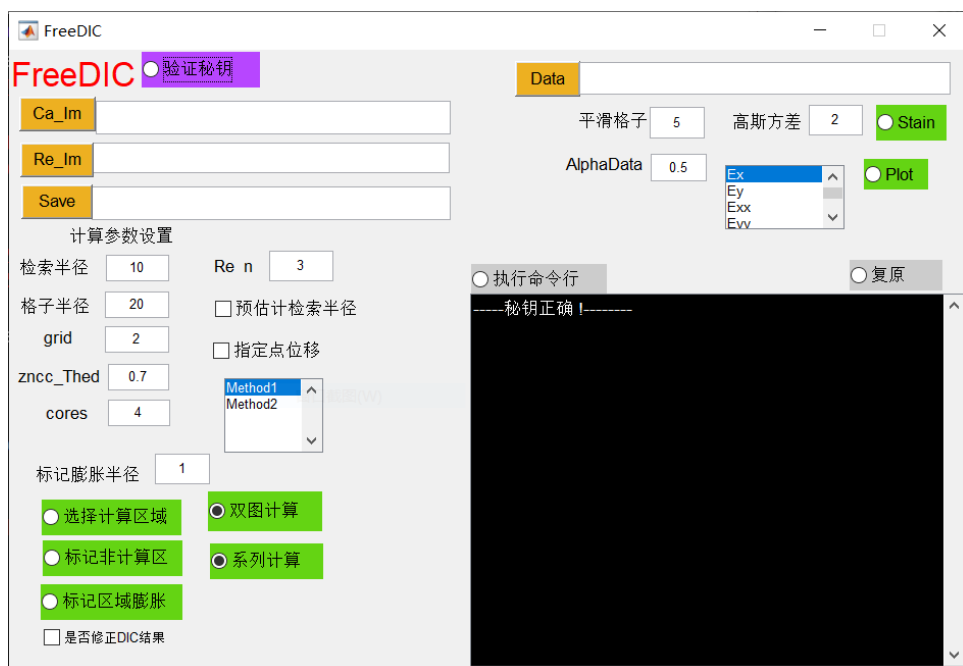 FreeDIC
FreeDIC
验证秘钥
Ca_Im
Re_Im
Save
计算参数设置
检索半径 10
Re n 3
格子半径 20
预估计检索半径
grid 2
指定点位移
zncc_Thed 0.7
cores 4
Method1
Method2
标记膨胀半径 1
选择计算区域
双图计算
标记非计算区
系列计算
标记区域膨胀
是否修正DIC结果
Data
平滑格子 5
高斯方差 2
Stain
AlphaData 0.5
Ex
Ey
Exx
Eyy
Plot
执行命令行
复原
-----秘钥正确!--------